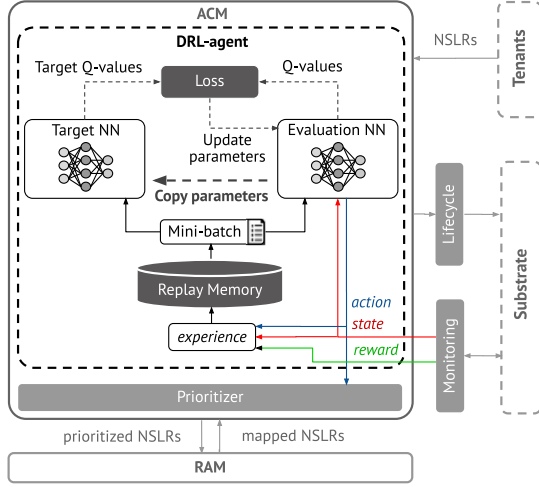 ACM
DRL-agent
NSLRs
Tenants
Target Q-values
Loss
Q-values
Target NN
Update
parameters
Evaluation NN
Copy parameters
Mini-batch
Lifecycle
Substrate
Replay Memory
action
state
experience
reward
Monitoring
Prioritizer
prioritized NSLRs
mapped NSLRs
RAM